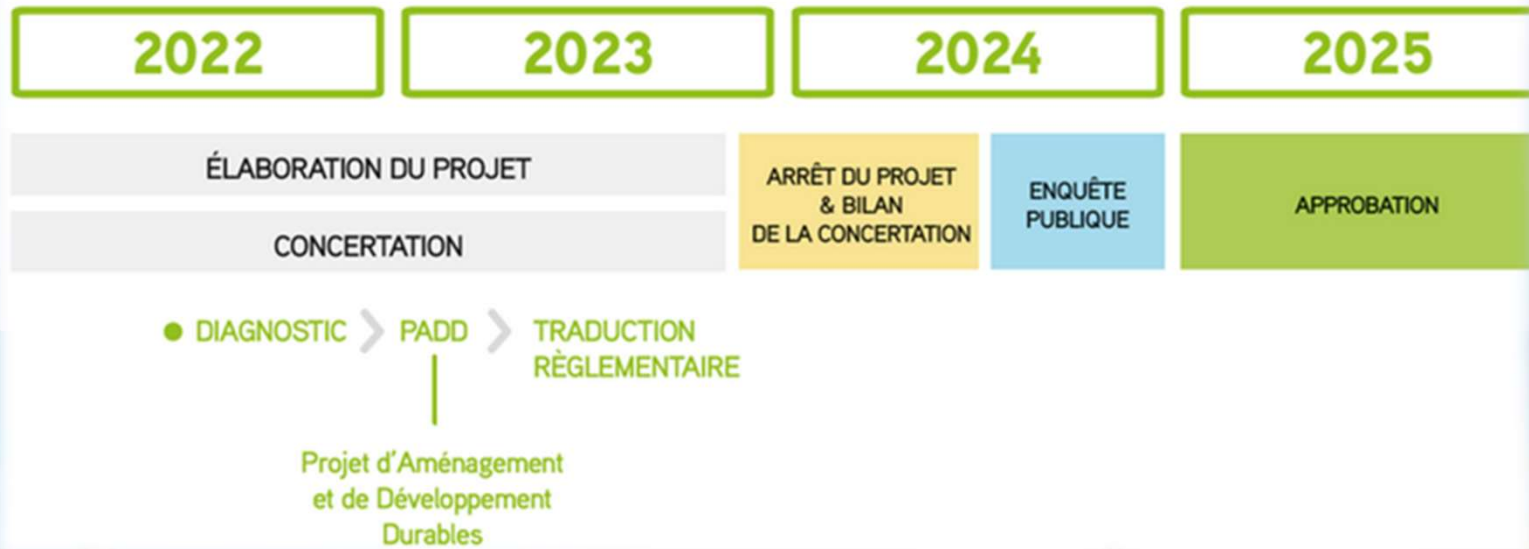 2022
2023
2024
2025
ÉLABORATION DU PROJET
CONCERTATION
ARRÊT DU PROJET
& BILAN
DE LA CONCERTATION
ENQUÊTE
PUBLIQUE
APPROBATION
DIAGNOSTIC
PADD
TRADUCTION
RÈGLEMENTAIRE
Projet d'Aménagement
et de Développement
Durables